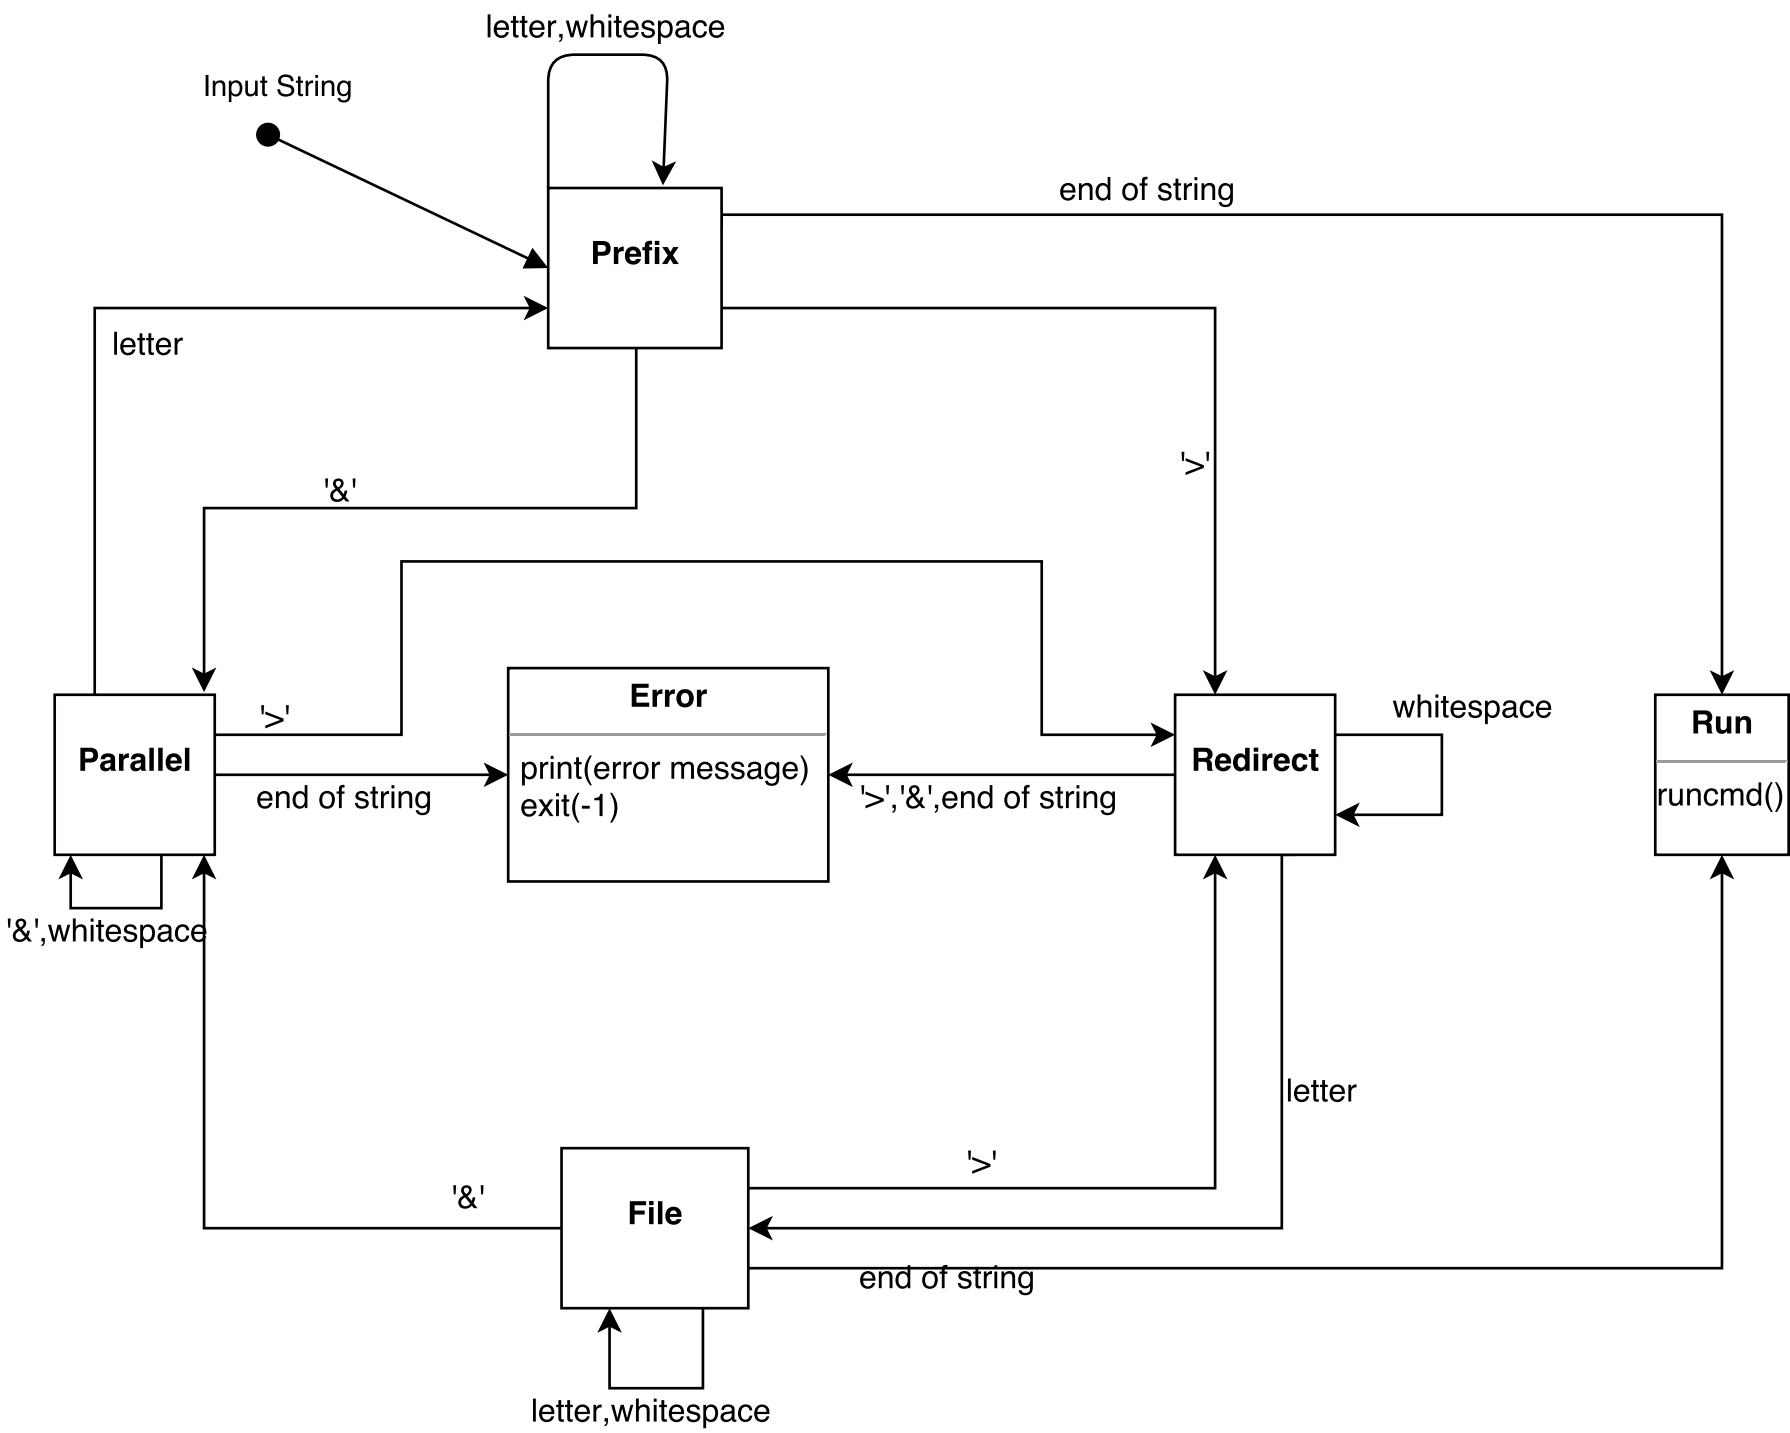 letter,whitespace
Input String
end of string
Prefix
letter
'>'
'&'
Error
whitespace
'>'
Run
Parallel
print(error message)
Redirect
end of string
exit(-1)
'>','&',end of string
runcmd()
'&',whitespace
letter
'>'
'&'
File
end of string
letter,whitespace